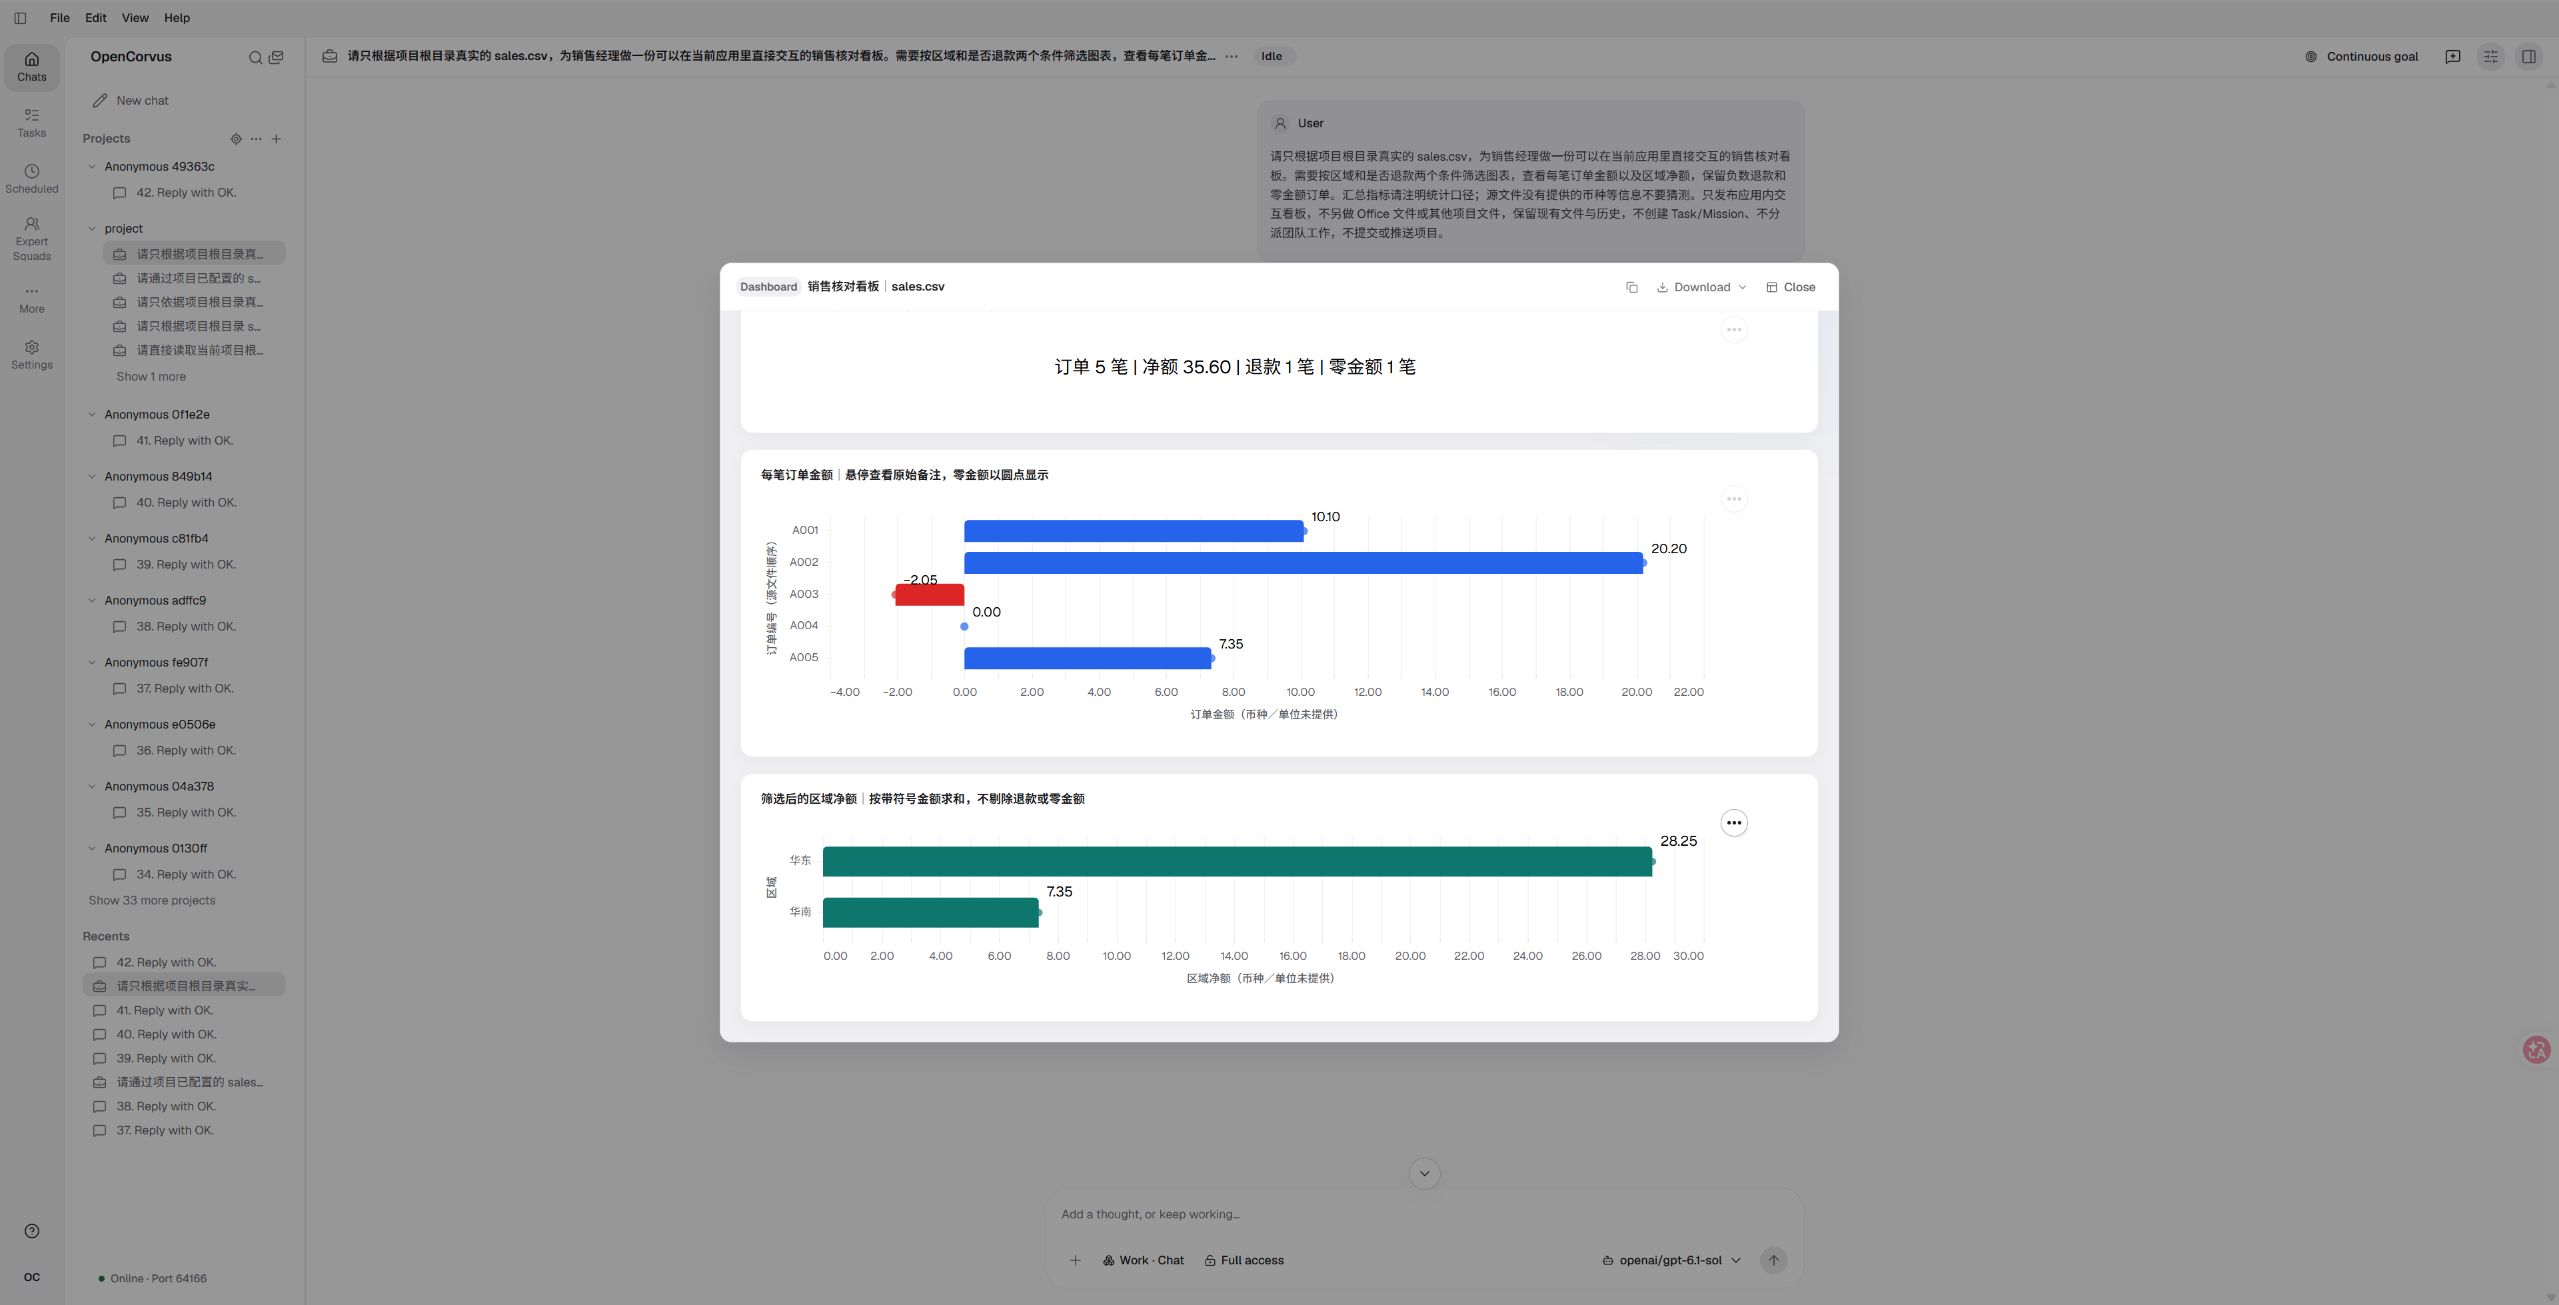 File Edit View Help
Chats
Tasks
Scheduled
Expert
Squads
More
Settings
OC
OpenCorvus
New chat
Projects
Anonymous 49363c
42. Reply with OK.
project
请只根据项目根目录真...
请通过项目已配置的 s...
请只依据项目根目录真...
请只根据项目根目录 s...
请直接读取当前项目根...
Show 1 more
Anonymous 0f1e2e
41. Reply with OK.
Anonymous 849b14
40. Reply with OK.
Anonymous c81fb4
39. Reply with OK.
Anonymous adffc9
38. Reply with OK.
Anonymous fe907f
37. Reply with OK.
Anonymous e0506e
36. Reply with OK.
Anonymous 04a378
35. Reply with OK.
Anonymous 0130ff
34. Reply with OK.
Show 33 more projects
Recents
42. Reply with OK.
请只根据项目根目录真实...
41. Reply with OK.
40. Reply with OK.
39. Reply with OK.
请通过项目已配置的 sales...
38. Reply with OK.
37. Reply with OK.
Online · Port 64166
请只根据项目根目录真实的 sales.csv，为销售经理做一份可以在当前应用里直接交互的销售核对看板。需要按区域和是否退款两个条件筛选图表，查看每笔订单金... ··· Idle
Continuous goal
User
请只根据项目根目录真实的 sales.csv，为销售经理做一份可以在当前应用里直接交互的销售核对看
板。需要按区域和是否退款两个条件筛选图表，查看每笔订单金额以及区域净额，保留负数退款和
零金额订单。汇总指标请注明统计口径；源文件没有提供的币种等信息不要猜测。只发布应用内交
互看板，不另做 Office 文件或其他项目文件，保留现有文件与历史，不创建 Task/Mission、不分
派团队工作，不提交或推送项目。
Dashboard 销售核对看板｜sales.csv
Download Close
订单 5 笔 | 净额 35.60 | 退款 1 笔 | 零金额 1 笔
每笔订单金额｜悬停查看原始备注，零金额以圆点显示
订单编号（源文件顺序）
A001 10.10
A002 20.20
A003 −2.05
A004 0.00
A005 7.35
−4.00 −2.00 0.00 2.00 4.00 6.00 8.00 10.00 12.00 14.00 16.00 18.00 20.00 22.00
订单金额（币种／单位未提供）
筛选后的区域净额｜按带符号金额求和，不剔除退款或零金额
区域
华东 28.25
华南 7.35
0.00 2.00 4.00 6.00 8.00 10.00 12.00 14.00 16.00 18.00 20.00 22.00 24.00 26.00 28.00 30.00
区域净额（币种／单位未提供）
Add a thought, or keep working...
Work · Chat Full access
openai/gpt-6.1-sol